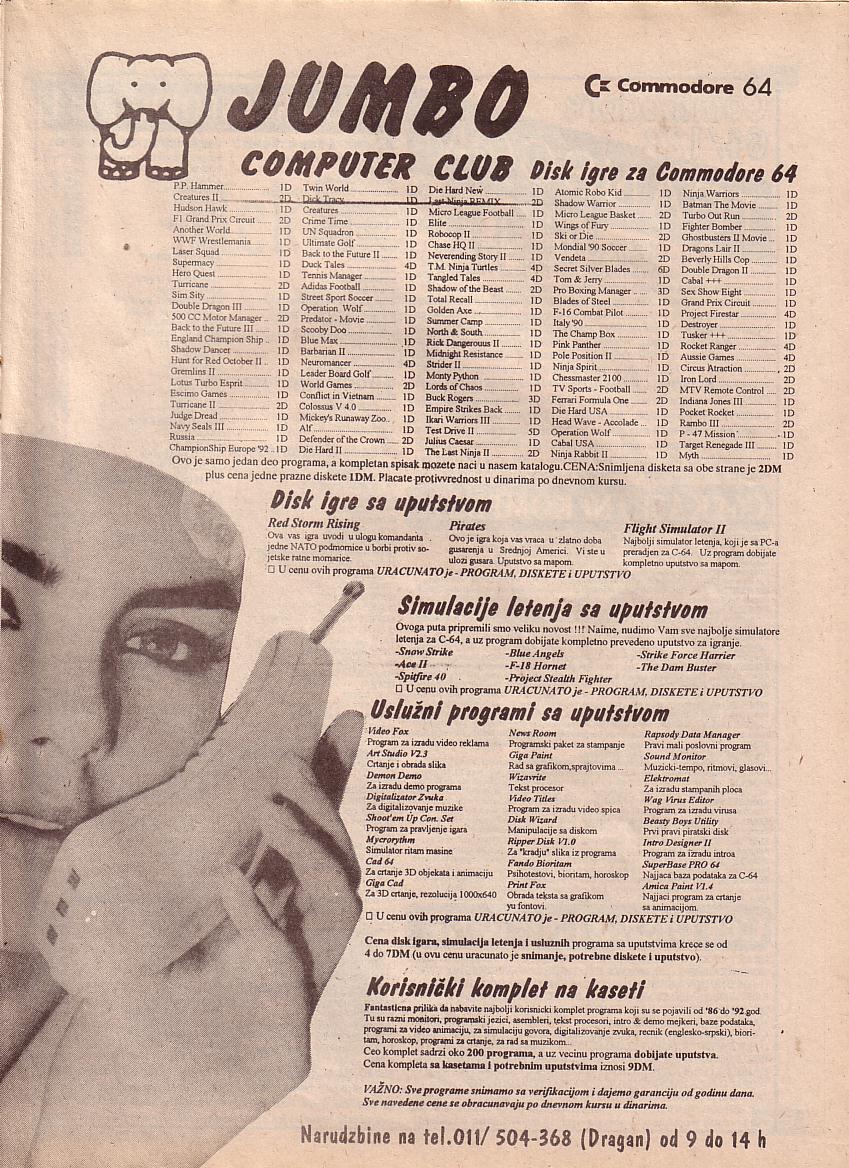 JUMBO
Commodore 64
COMPUTER CLUB Disk igre za Commodore 64
P.P. Hammer 1D
Creatures II 2D
Hudson Hawk 1D
F1 Grand Prix Circuit 2D
Another World 1D
WWF Wrestlemania 1D
Laser Squad 1D
Supermacy 1D
Hero Quest 1D
Turricane 2D
Sim Sity 1D
Double Dragon III 1D
500 CC Motor Manager 2D
Back to the Future III 1D
England Champion Ship 1D
Shadow Dancer 1D
Hunt for Red October II 1D
Gremlins II 1D
Lotus Turbo Esprit 1D
Escimo Games 1D
Turricane II 2D
Judge Dread 1D
Navy Seals III 1D
Russia 1D
ChampionShip Europe '92 1D
Twin World 1D
Dick Tracy 1D
Creatures 1D
Crime Time 2D
UN Squadron 1D
Ultimate Golf 1D
Back to the Future II 1D
Duck Tales 4D
Tennis Manager 1D
Adidas Football 1D
Street Sport Soccer 1D
Operation Wolf 1D
Predator - Movie 1D
Scooby Doo 1D
Blue Max 1D
Barbarian II 1D
Neuromancer 4D
Leader Board Golf 1D
World Games 2D
Conflict in Vietnam 1D
Colossus V 4.0 1D
Mickey's Runaway Zoo 1D
Alf 1D
Defender of the Crown 2D
Die Hard II 1D
Die Hard New 1D
Last Ninja REMIX 2D
Micro League Football 1D
Elite 1D
Robocop II 1D
Chase HQ II 1D
Neverending Story II 1D
T.M. Ninja Turtles 4D
Tangled Tales 4D
Shadow of the Beast 2D
Total Recall 1D
Golden Axe 1D
Summer Camp 1D
North & South 1D
Rick Dangerouus II 1D
Midnight Resistance 1D
Strider II 1D
Monty Python 1D
Lords of Chaos 1D
Buck Rogers 3D
Empire Strikes Back 1D
Ikari Warriors III 1D
Test Drive II 5D
Julius Caesar 1D
The Last Ninja II 2D
Atomic Robo Kid 1D
Shadow Warrior 1D
Micro League Basket 2D
Wings of Fury 1D
Ski or Die 2D
Mondial '90 Soccer 1D
Vendeta 2D
Secret Silver Blades 6D
Tom & Jerry 1D
Pro Boxing Manager 3D
Blades of Steel 1D
F-16 Combat Pilot 1D
Italy '90 1D
The Champ Box 1D
Pink Panther 1D
Pole Position II 1D
Ninja Spirit 1D
Chessmaster 2100 1D
TV Sports - Football 2D
Ferrari Formula One 2D
Die Hard USA 1D
Head Wave - Accolade 1D
Operation Wolf 1D
Cabal USA 1D
Ninja Rabbit II 1D
Ninja Warriors 1D
Batman The Movie 1D
Turbo Out Run 2D
Fighter Bomber 1D
Ghostbusters II Movie 1D
Dragons Lair II 1D
Beverly Hills Cop 1D
Double Dragon II 1D
Cabal +++ 1D
Sex Show Eight 1D
Grand Prix Circuit 1D
Project Firestar 4D
Destroyer 1D
Tusker +++ 1D
Rocket Ranger 4D
Aussie Games 4D
Circus Atraction 2D
Iron Lord 2D
MTV Remote Control 2D
Indiana Jones III 1D
Pocket Rocket 1D
Rambo III 2D
P - 47 Mission 1D
Target Renegade III 1D
Myth 1D
Ovo je samo jedan deo programa, a kompletan spisak mozete naci u nasem katalogu.CENA:Snimljena disketa sa obe strane je 2DM
plus cena jedne prazne diskete 1DM. Placate protivvrednost u dinarima po dnevnom kursu.
Disk igre sa uputstvom
Red Storm Rising
Ova vas igra uvodi u ulogu komandanta
jedne NATO podmornice u borbi protiv so-
jetske ratne mornarice.
Pirates
Ovo je igra koja vas vraca u zlatno doba
gusarenja u Srednjoj Americi. Vi ste u
ulozi gusara. Uputstvo sa mapom.
Flight Simulator II
Najbolji simulator letenja, koji je sa PC-a
preradjen za C-64. Uz program dobijate
kompletno uputstvo sa mapom.
□ U cenu ovih programa URACUNATO je - PROGRAM, DISKETE i UPUTSTVO
Simulacije letenja sa uputstvom
Ovoga puta pripremili smo veliku novost !!! Naime, nudimo Vam sve najbolje simulatore
letenja za C-64, a uz program dobijate kompletno prevedeno uputstvo za igranje.
-Snow Strike -Blue Angels -Strike Force Harrier
-Ace II -F-18 Hornet -The Dam Buster
-Spitfire 40 -Project Stealth Fighter
□ U cenu ovih programa URACUNATO je - PROGRAM, DISKETE i UPUTSTVO
Uslužni programi sa uputstvom
Video Fox
Program za izradu video reklama
Art Studio V2.3
Crtanje i obrada slika
Demon Demo
Za izradu demo programa
Digitalizator Zvuka
Za digitalizovanje muzike
Shoot'em Up Con. Set
Program za pravljenje igara
Mycrorythm
Simulator ritam masine
Cad 64
Za crtanje 3D objekata i animaciju
Giga Cad
Za 3D crtanje, rezolucija 1000x640
News Room
Programski paket za stampanje
Giga Paint
Rad sa grafikom,sprajtovima ...
Wizavrite
Tekst procesor
Video Titles
Program za izradu video spica
Disk Wizard
Manipulacije sa diskom
Ripper Disk V1.0
Za "kradju" slika iz programa
Fando Bioritam
Psihotestovi, bioritam, horoskop
Print Fox
Obrada teksta sa grafikom
yu fontovi.
Rapsody Data Manager
Pravi mali poslovni program
Sound Monitor
Muzicki-tempo, ritmovi, glasovi...
Elektromat
Za izradu stampanih ploca
Wag Virus Editor
Program za izradu virusa
Beasty Boys Utility
Prvi pravi piratski disk
Intro Designer II
Program za izradu introa
SuperBase PRO 64
Najjaca baza podataka za C-64
Amica Paint V1.4
Najjaci program za crtanje
sa animacijom.
□ U cenu ovih programa URACUNATO je - PROGRAM, DISKETE i UPUTSTVO
Cena disk igara, simulacija letenja i usluznih programa sa uputstvima krece se od
4 do 7DM (u ovu cenu uracunato je snimanje, potrebne diskete i uputstvo).
Korisnički komplet na kaseti
Fantasticna prilika da nabavite najbolji korisnicki komplet programa koji su se pojavili od '86 do '92 god.
Tu su razni monitori, programski jezici, asembleri, tekst procesori, intro & demo mejkeri, baze podataka,
programi za video animaciju, za simulaciju govora, digitalizovanje zvuka, recnik (englesko-srpski), biori-
tam, horoskop, programi za crtanje, za rad sa muzikom...
Ceo komplet sadrzi oko 200 programa, a uz vecinu programa dobijate uputstva.
Cena kompleta sa kasetama i potrebnim uputstvima iznosi 9DM.
VAŽNO: Sve programe snimamo sa verifikacijom i dajemo garanciju od godinu dana.
Sve navedene cene se obracunavaju po dnevnom kursu u dinarima.
Narudzbine na tel.011/ 504-368 (Dragan) od 9 do 14 h